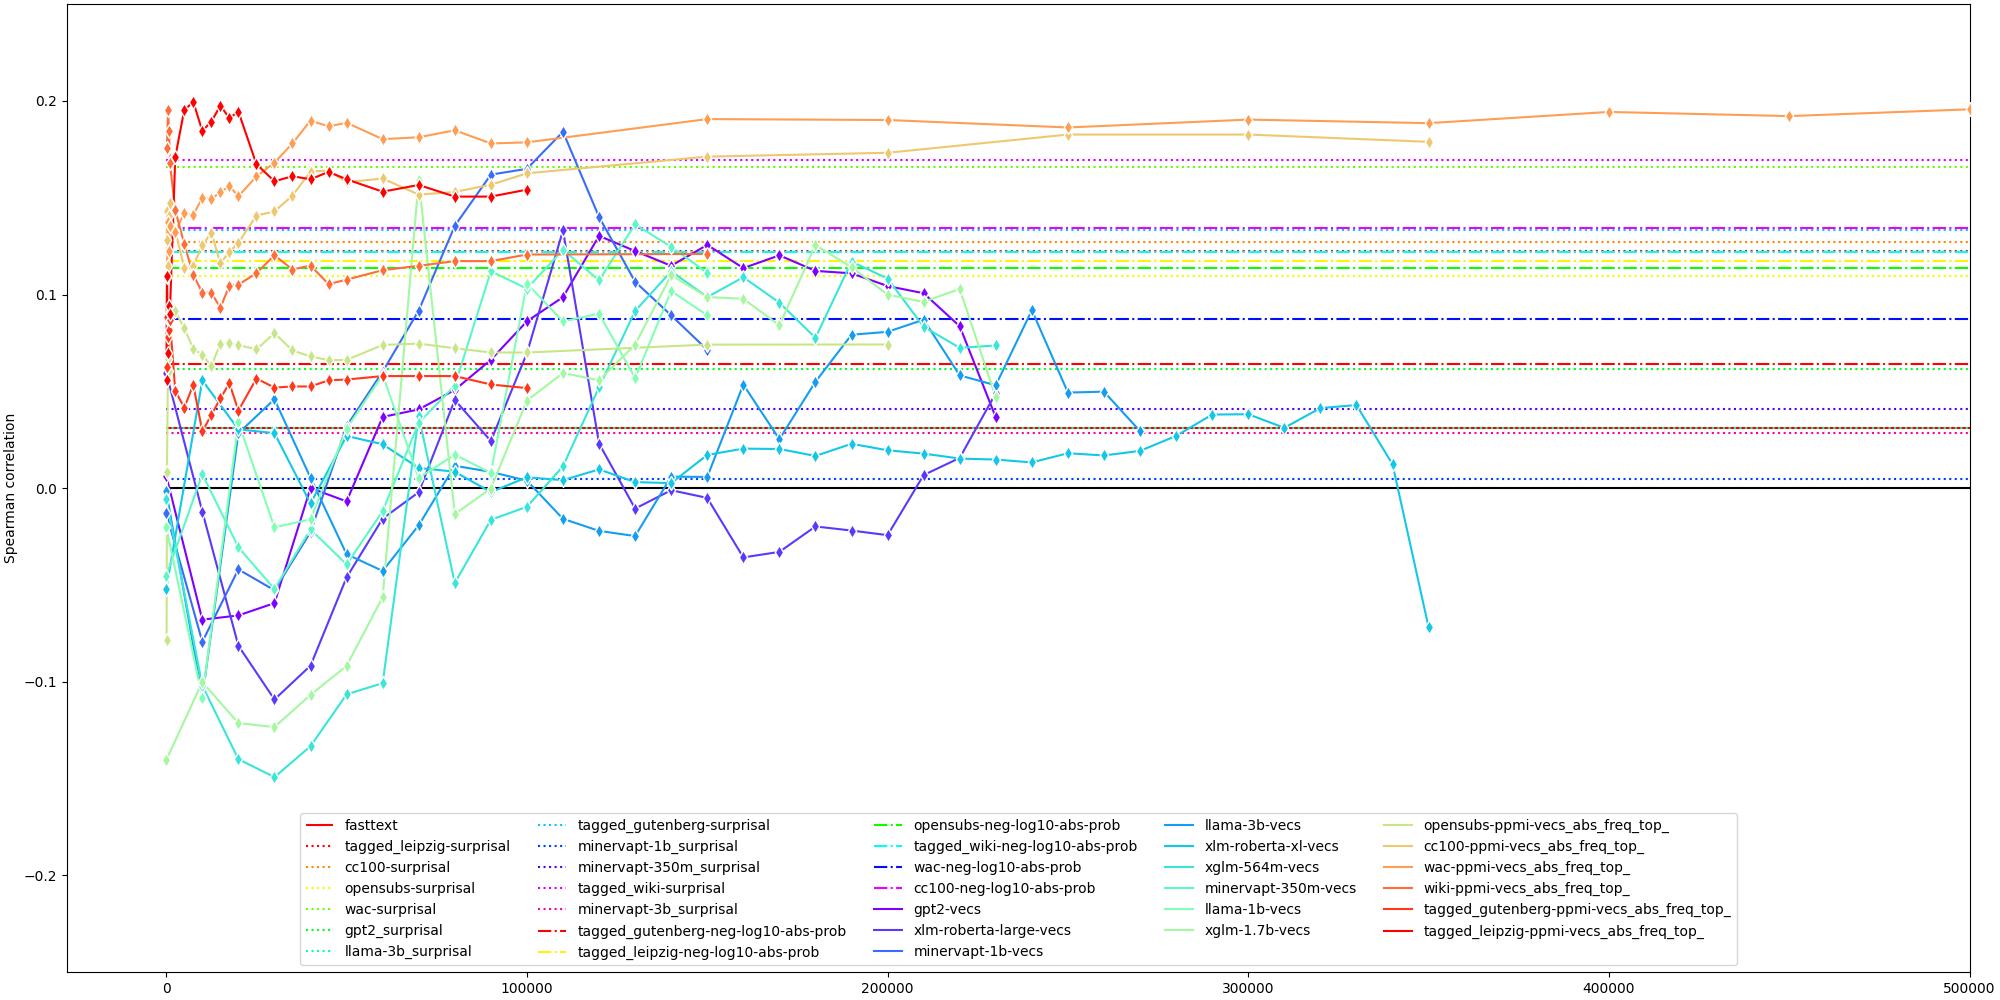 Spearman correlation
0.2
0.1
0.0
−0.1
−0.2
0
100000
200000
300000
400000
500000
fasttext
tagged_leipzig-surprisal
cc100-surprisal
opensubs-surprisal
wac-surprisal
gpt2_surprisal
llama-3b_surprisal
tagged_gutenberg-surprisal
minervapt-1b_surprisal
minervapt-350m_surprisal
tagged_wiki-surprisal
minervapt-3b_surprisal
tagged_gutenberg-neg-log10-abs-prob
tagged_leipzig-neg-log10-abs-prob
opensubs-neg-log10-abs-prob
tagged_wiki-neg-log10-abs-prob
wac-neg-log10-abs-prob
cc100-neg-log10-abs-prob
gpt2-vecs
xlm-roberta-large-vecs
minervapt-1b-vecs
llama-3b-vecs
xlm-roberta-xl-vecs
xglm-564m-vecs
minervapt-350m-vecs
llama-1b-vecs
xglm-1.7b-vecs
opensubs-ppmi-vecs_abs_freq_top_
cc100-ppmi-vecs_abs_freq_top_
wac-ppmi-vecs_abs_freq_top_
wiki-ppmi-vecs_abs_freq_top_
tagged_gutenberg-ppmi-vecs_abs_freq_top_
tagged_leipzig-ppmi-vecs_abs_freq_top_